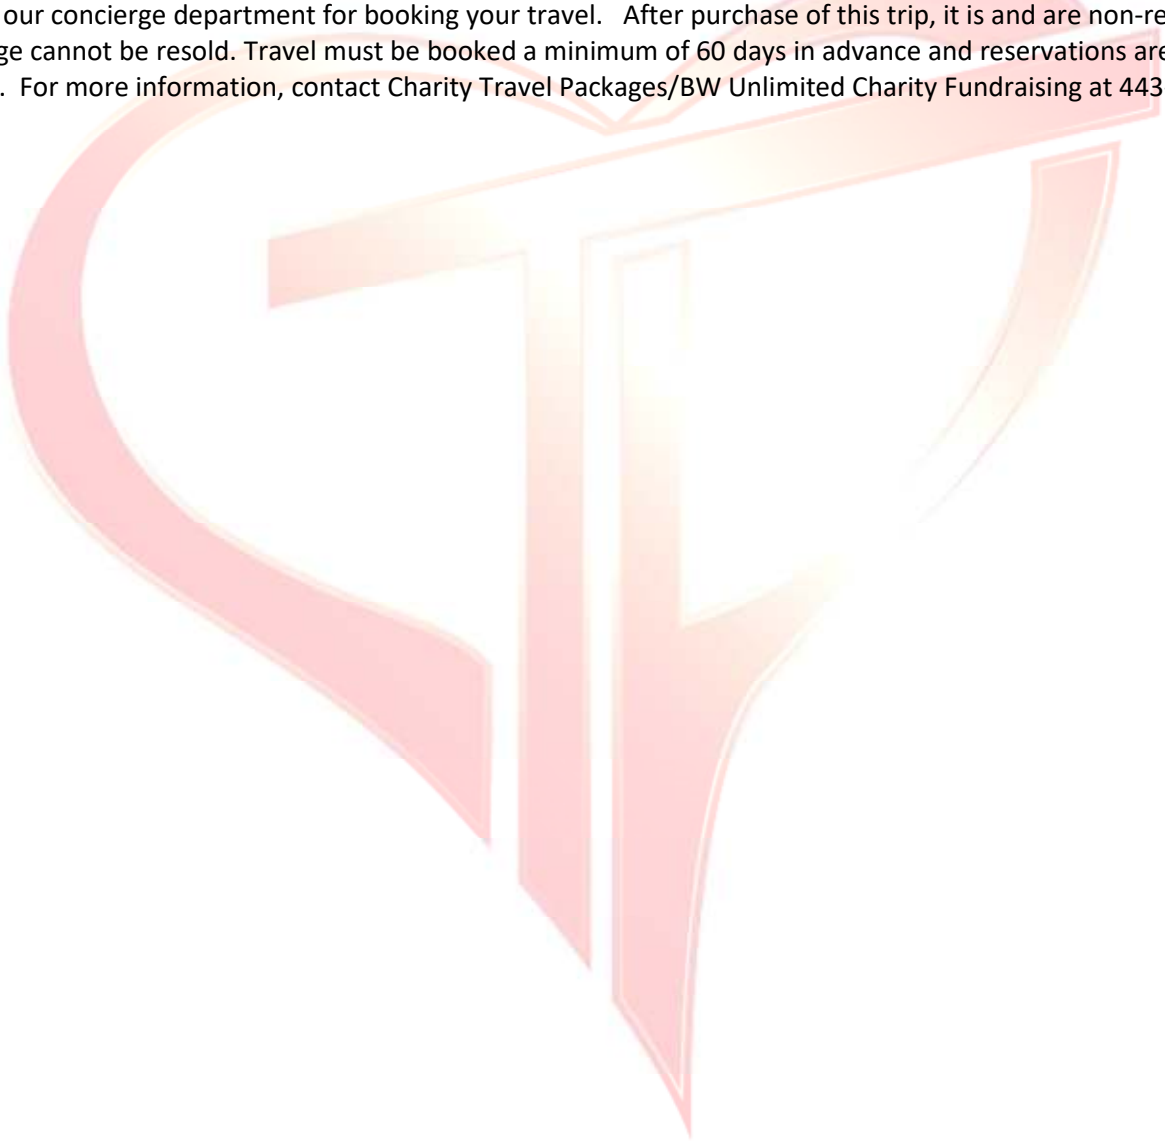 our concierge department for booking your travel. After purchase of this trip, it is and are non-re
ge cannot be resold. Travel must be booked a minimum of 60 days in advance and reservations are
. For more information, contact Charity Travel Packages/BW Unlimited Charity Fundraising at 443